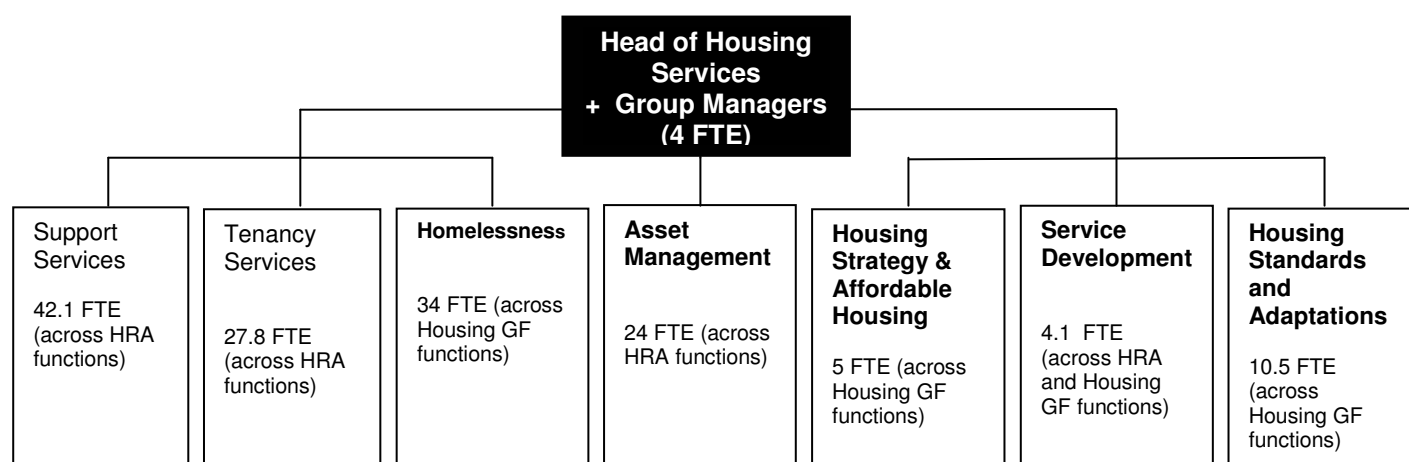 Head of Housing
Services
+ Group Managers
(4 FTE)
Support
Services
42.1 FTE
(across HRA
functions)
Tenancy
Services
27.8 FTE
(across HRA
functions)
Homelessness
34 FTE (across
Housing GF
functions)
Asset
Management
24 FTE (across
HRA functions)
Housing
Strategy &
Affordable
Housing
5 FTE (across
Housing GF
functions)
Service
Development
4.1 FTE
(across HRA
and Housing
GF functions)
Housing
Standards
and
Adaptations
10.5 FTE
(across
Housing GF
functions)